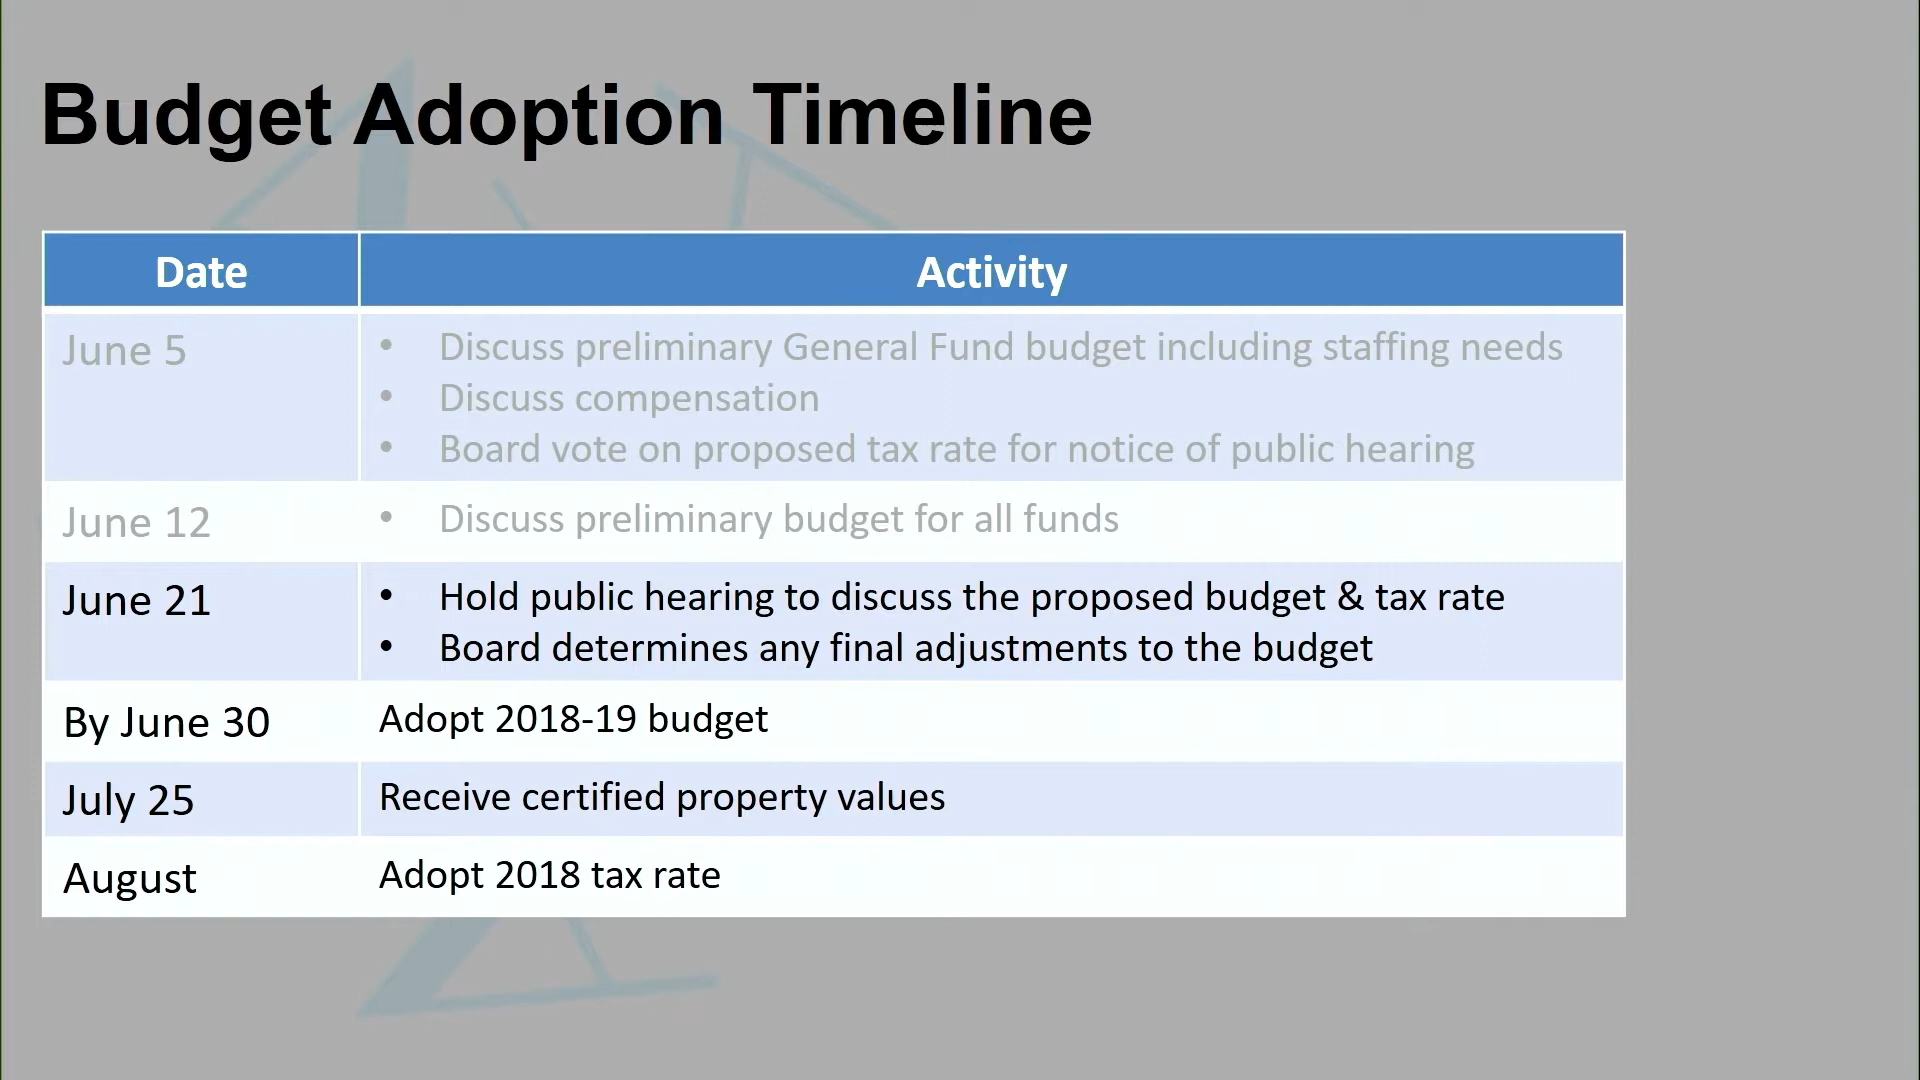 Budget Adoption Timeline
Date Activity
June 5 • Discuss preliminary General Fund budget including staffing needs
• Discuss compensation
• Board vote on proposed tax rate for notice of public hearing
June 12 • Discuss preliminary budget for all funds
June 21 • Hold public hearing to discuss the proposed budget & tax rate
• Board determines any final adjustments to the budget
By June 30 Adopt 2018-19 budget
July 25 Receive certified property values
August Adopt 2018 tax rate